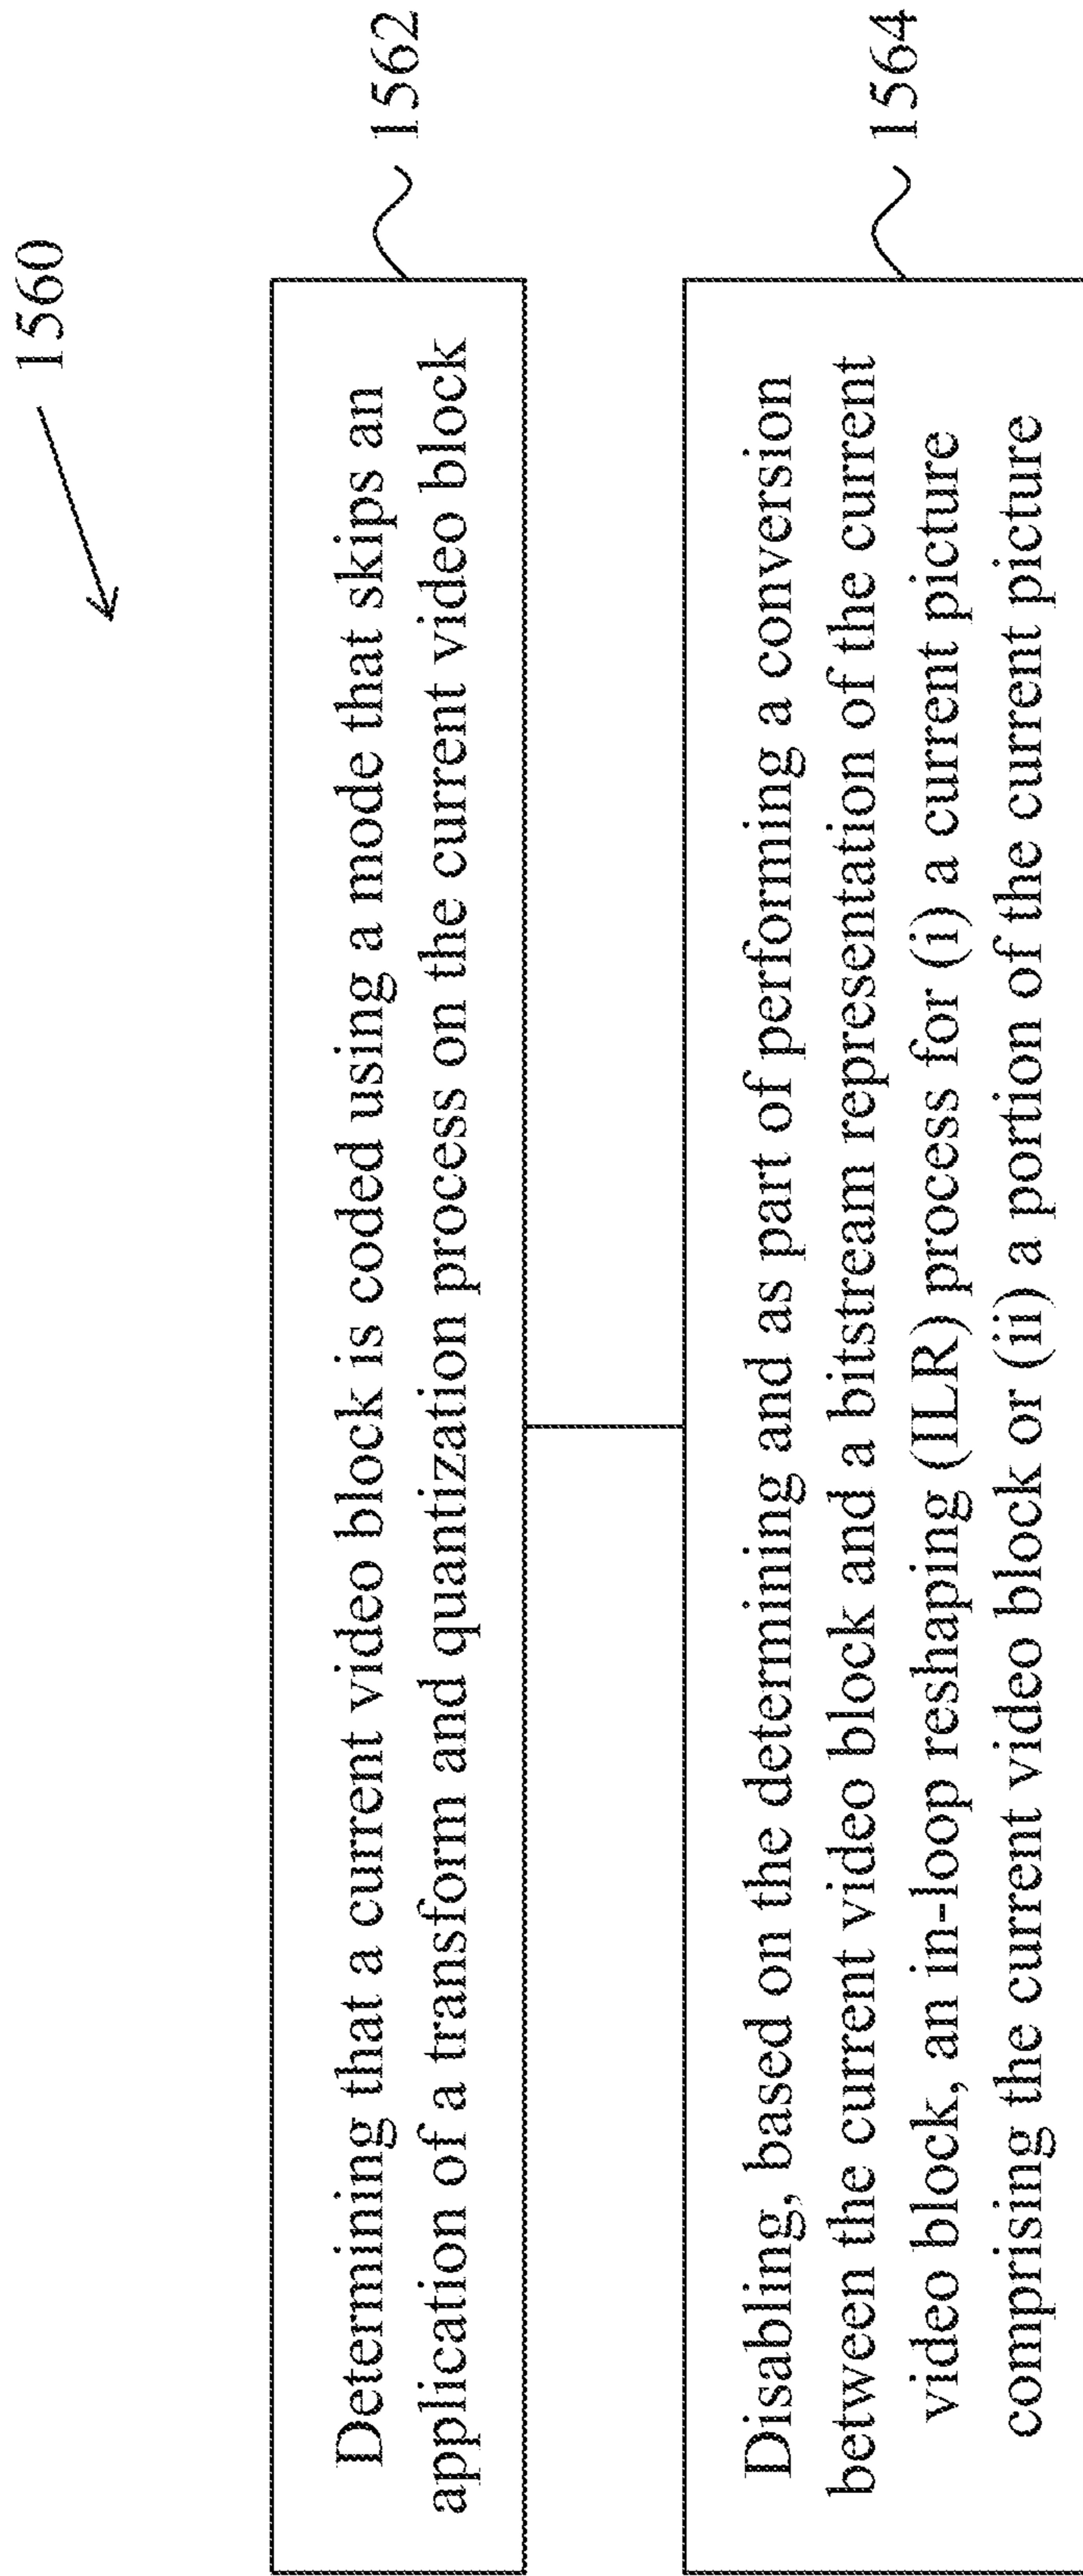 1560
Determining that a current video block is coded using a mode that skips an
application of a transform and quantization process on the current video block
1562
Disabling, based on the determining and as part of performing a conversion
between the current video block and a bitstream representation of the current
video block, an in-loop reshaping (ILR) process for (i) a current picture
comprising the current video block or (ii) a portion of the current picture
1564